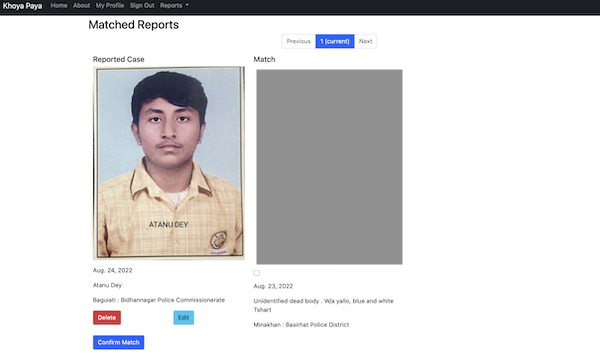 Khoya Paya Home About My Profile Sign Out Reports
Matched Reports
Previous 1 (current) Next
Reported Case
ATANU DEY
Aug. 24, 2022
Atanu Dey
Baguiati : Bidhannagar Police Commissionerate
Delete Edit
Confirm Match
Match
Aug. 23, 2022
Unidentified dead body . W/a yallo, blue and white
Tshart
Minakhan : Basirhat Police District